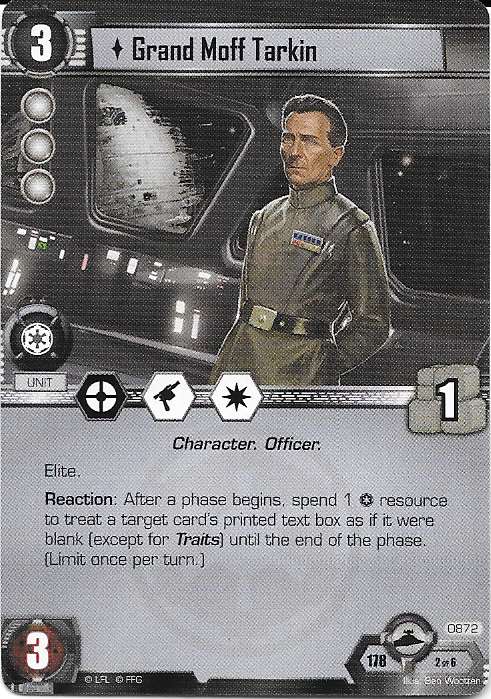 3
Grand Moff Tarkin
UNIT
1
Character. Officer.
Elite.
Reaction: After a phase begins, spend 1 resource
to treat a target card's printed text box as if it were
blank (except for Traits) until the end of the phase.
(Limit once per turn.)
3
0872
178
2 of 6
© LFL © FFG
Illus. Ben Wootten